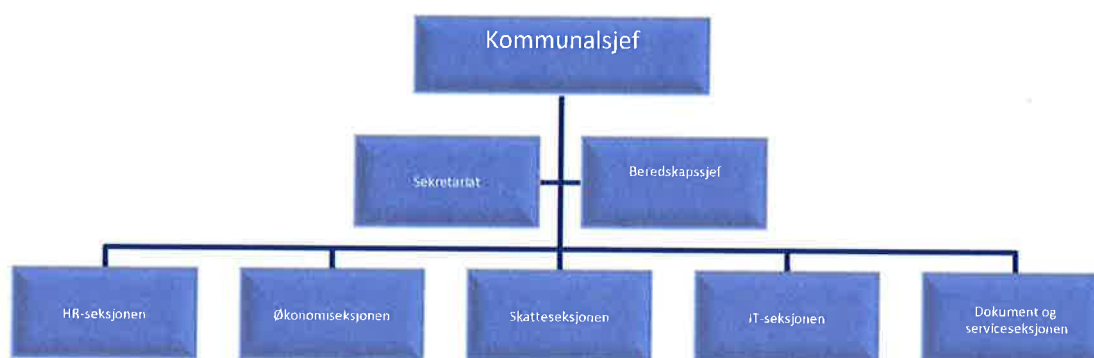 Kommunalsjef
Sekretariat
Beredskapssjef
HR-seksjonen
Økonomiseksjonen
Skatteseksjonen
IT-seksjonen
Dokument og
serviceseksjonen